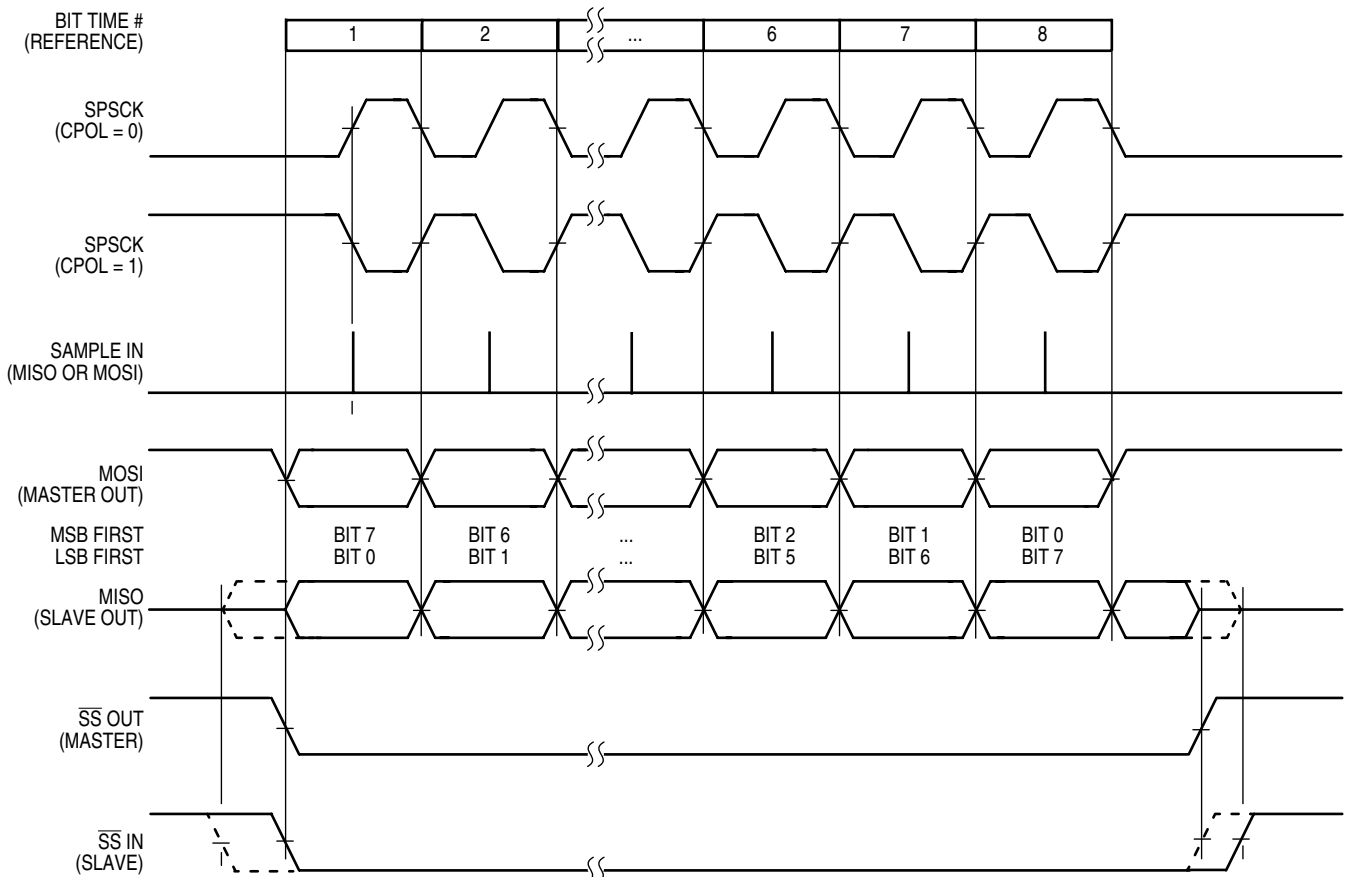 BIT TIME #
(REFERENCE)
1 2 ... 6 7 8
SPSCK
(CPOL = 0)
SPSCK
(CPOL = 1)
SAMPLE IN
(MISO OR MOSI)
MOSI
(MASTER OUT)
MSB FIRST BIT 7 BIT 6 ... BIT 2 BIT 1 BIT 0
LSB FIRST BIT 0 BIT 1 ... BIT 5 BIT 6 BIT 7
MISO
(SLAVE OUT)
S̅S̅ OUT
(MASTER)
S̅S̅ IN
(SLAVE)